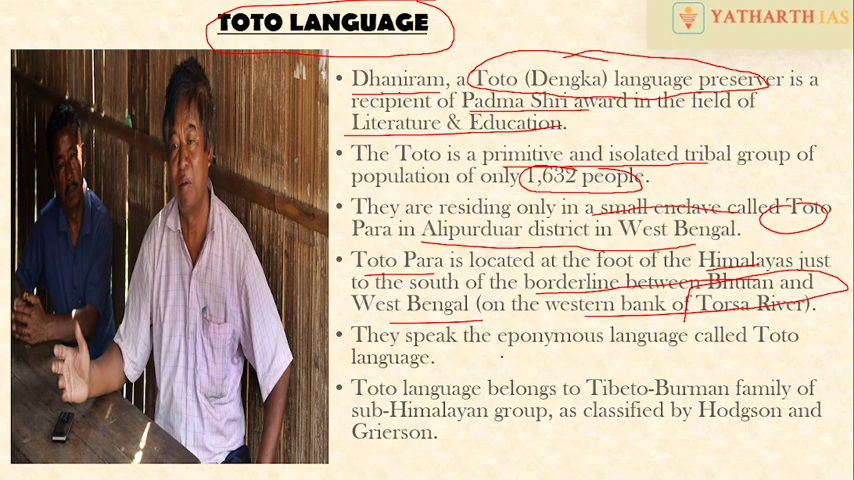 TOTO LANGUAGE
YATHARTH IAS
• Dhaniram, a Toto (Dengka) language preserver is a
recipient of Padma Shri award in the field of
Literature & Education.
• The Toto is a primitive and isolated tribal group of
population of only 1,632 people.
• They are residing only in a small enclave called Toto
Para in Alipurduar district in West Bengal.
• Toto Para is located at the foot of the Himalayas just
to the south of the borderline between Bhutan and
West Bengal (on the western bank of Torsa River).
• They speak the eponymous language called Toto
language.
• Toto language belongs to Tibeto-Burman family of
sub-Himalayan group, as classified by Hodgson and
Grierson.